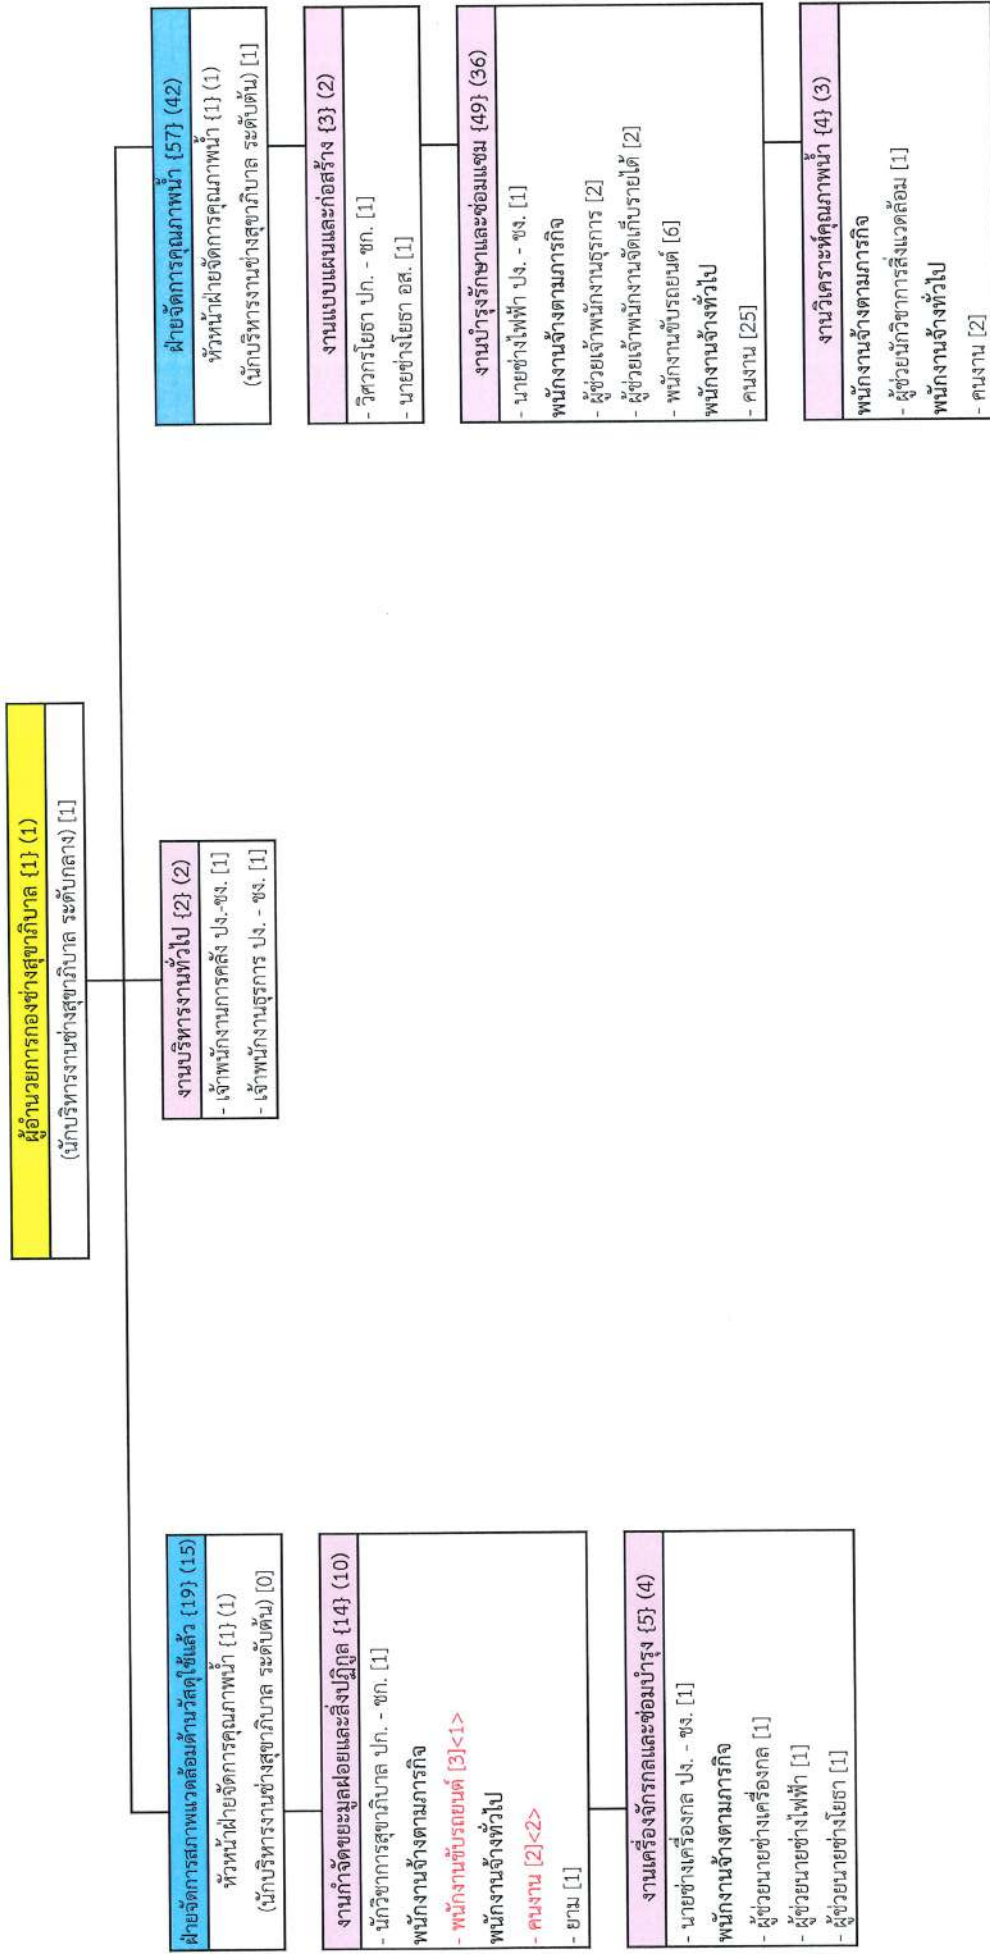 ผู้อำนวยการกองช่างสุขาภิบาล {1} (1)
(นักบริหารงานช่างสุขาภิบาล ระดับกลาง) [1]
ฝ่ายจัดการสภาพแวดล้อมด้านวัสดุใช้แล้ว {19} (15)
หัวหน้าฝ่ายจัดการคุณภาพน้ำ {1} (1)
(นักบริหารงานช่างสุขาภิบาล ระดับต้น) [0]
งานกำจัดขยะมูลฝอยและสิ่งปฏิกูล {14} (10)
- นักวิชาการสุขาภิบาล ปก. - ชก. [1]
พนักงานจ้างตามภารกิจ
- พนักงานขับรถยนต์ [3]<1>
พนักงานจ้างทั่วไป
- คนงาน [2]<2>
- ยาม [1]
งานเครื่องจักรกลและซ่อมบำรุง {5} (4)
- นายช่างเครื่องกล ปง. - ชง. [1]
พนักงานจ้างตามภารกิจ
- ผู้ช่วยนายช่างเครื่องกล [1]
- ผู้ช่วยนายช่างไฟฟ้า [1]
- ผู้ช่วยนายช่างโยธา [1]
งานบริหารงานทั่วไป {2} (2)
- เจ้าพนักงานการคลัง ปง.-ชง. [1]
- เจ้าพนักงานธุรการ ปง. - ชง. [1]
ฝ่ายจัดการคุณภาพน้ำ {57} (42)
หัวหน้าฝ่ายจัดการคุณภาพน้ำ {1} (1)
(นักบริหารงานช่างสุขาภิบาล ระดับต้น) [1]
งานแบบแผนและก่อสร้าง {3} (2)
- วิศวกรโยธา ปก. - ชก. [1]
- นายช่างโยธา อส. [1]
งานบำรุงรักษาและซ่อมแซม {49} (36)
- นายช่างไฟฟ้า ปง. - ชง. [1]
พนักงานจ้างตามภารกิจ
- ผู้ช่วยเจ้าพนักงานธุรการ [2]
- ผู้ช่วยเจ้าพนักงานจัดเก็บรายได้ [2]
- พนักงานขับรถยนต์ [6]
พนักงานจ้างทั่วไป
- คนงาน [25]
งานวิเคราะห์คุณภาพน้ำ {4} (3)
พนักงานจ้างตามภารกิจ
- ผู้ช่วยนักวิชาการสิ่งแวดล้อม [1]
พนักงานจ้างทั่วไป
- คนงาน [2]